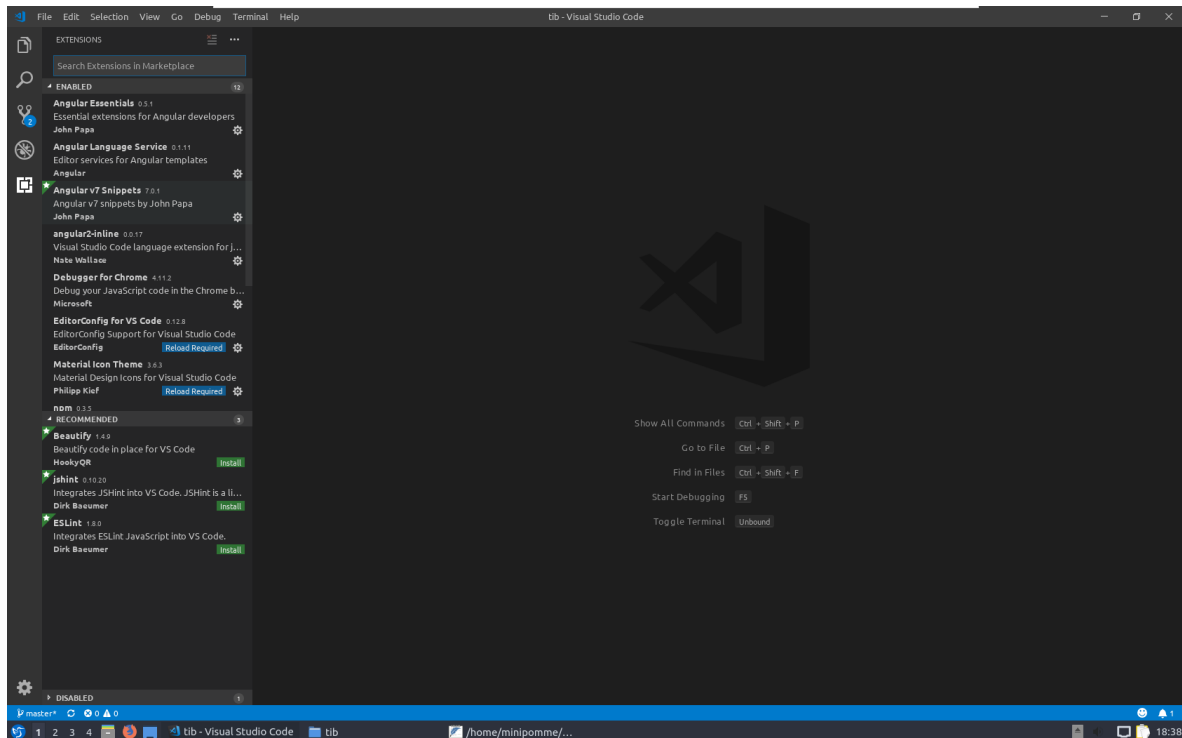 File Edit Selection View Go Debug Terminal Help
tib - Visual Studio Code
EXTENSIONS
Search Extensions in Marketplace
ENABLED 12
Angular Essentials 0.5.1
Essential extensions for Angular developers
John Papa
Angular Language Service 0.1.11
Editor services for Angular templates
Angular
Angular v7 Snippets 7.0.1
Angular v7 snippets by John Papa
John Papa
angular2-inline 0.0.17
Visual Studio Code language extension for j...
Nate Wallace
Debugger for Chrome 4.11.2
Debug your JavaScript code in the Chrome b...
Microsoft
EditorConfig for VS Code 0.12.8
EditorConfig Support for Visual Studio Code
EditorConfig Reload Required
Material Icon Theme 3.6.3
Material Design Icons for Visual Studio Code
Philipp Kief Reload Required
npm 0.3.5
RECOMMENDED 3
Beautify 1.4.9
Beautify code in place for VS Code
HookyQR Install
jshint 0.10.20
Integrates JSHint into VS Code. JSHint is a li...
Dirk Baeumer Install
ESLint 1.8.0
Integrates ESLint JavaScript into VS Code.
Dirk Baeumer Install
DISABLED 1
2
Show All Commands Ctrl + Shift + P
Go to File Ctrl + P
Find in Files Ctrl + Shift + F
Start Debugging F5
Toggle Terminal Unbound
master* 0 0 1
1 2 3 4 tib - Visual Studio Code tib /home/minipomme/... 18:38